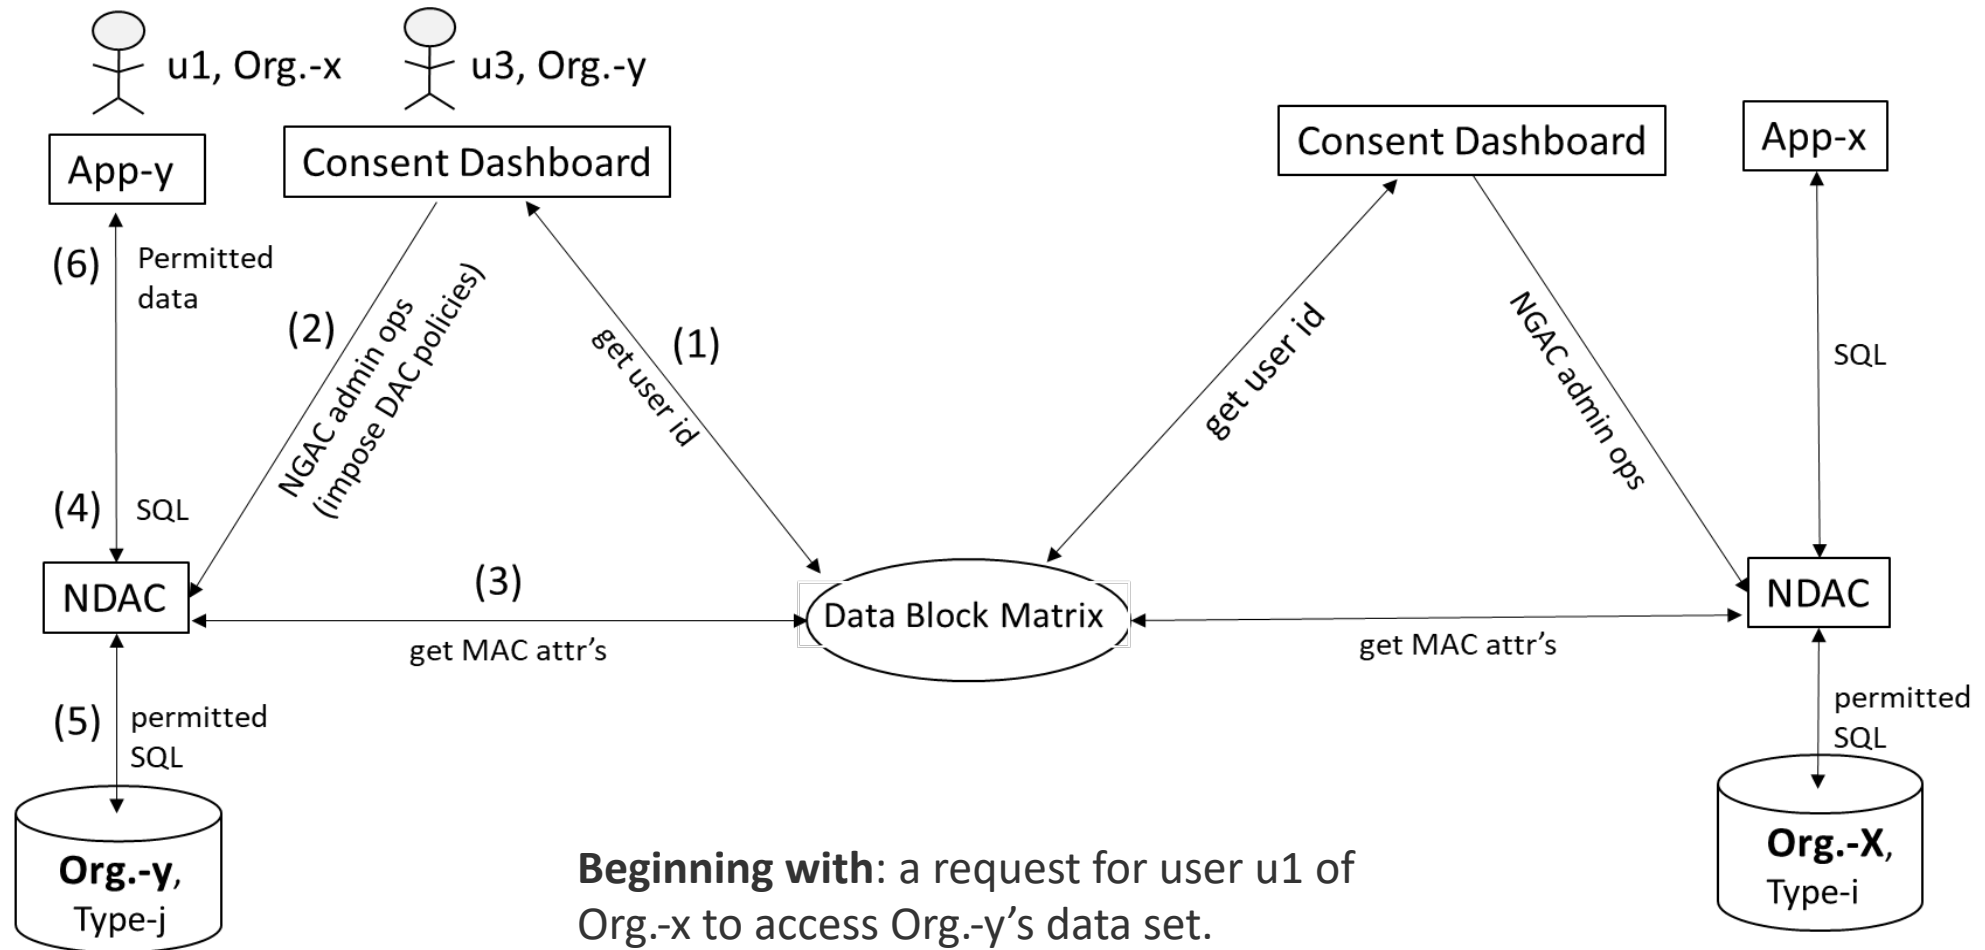 u1, Org.-x
u3, Org.-y
App-y
Consent Dashboard
Consent Dashboard
App-x
(6)
Permitted
data
(2)
NGAC admin ops
(impose DAC policies)
(1)
get user id
get user id
NGAC admin ops
SQL
(4)
SQL
NDAC
(3)
get MAC attr’s
Data Block Matrix
get MAC attr’s
NDAC
(5)
permitted
SQL
permitted
SQL
Org.-y,
Type-j
Org.-X,
Type-i
Beginning with: a request for user u1 of
Org.-x to access Org.-y’s data set.